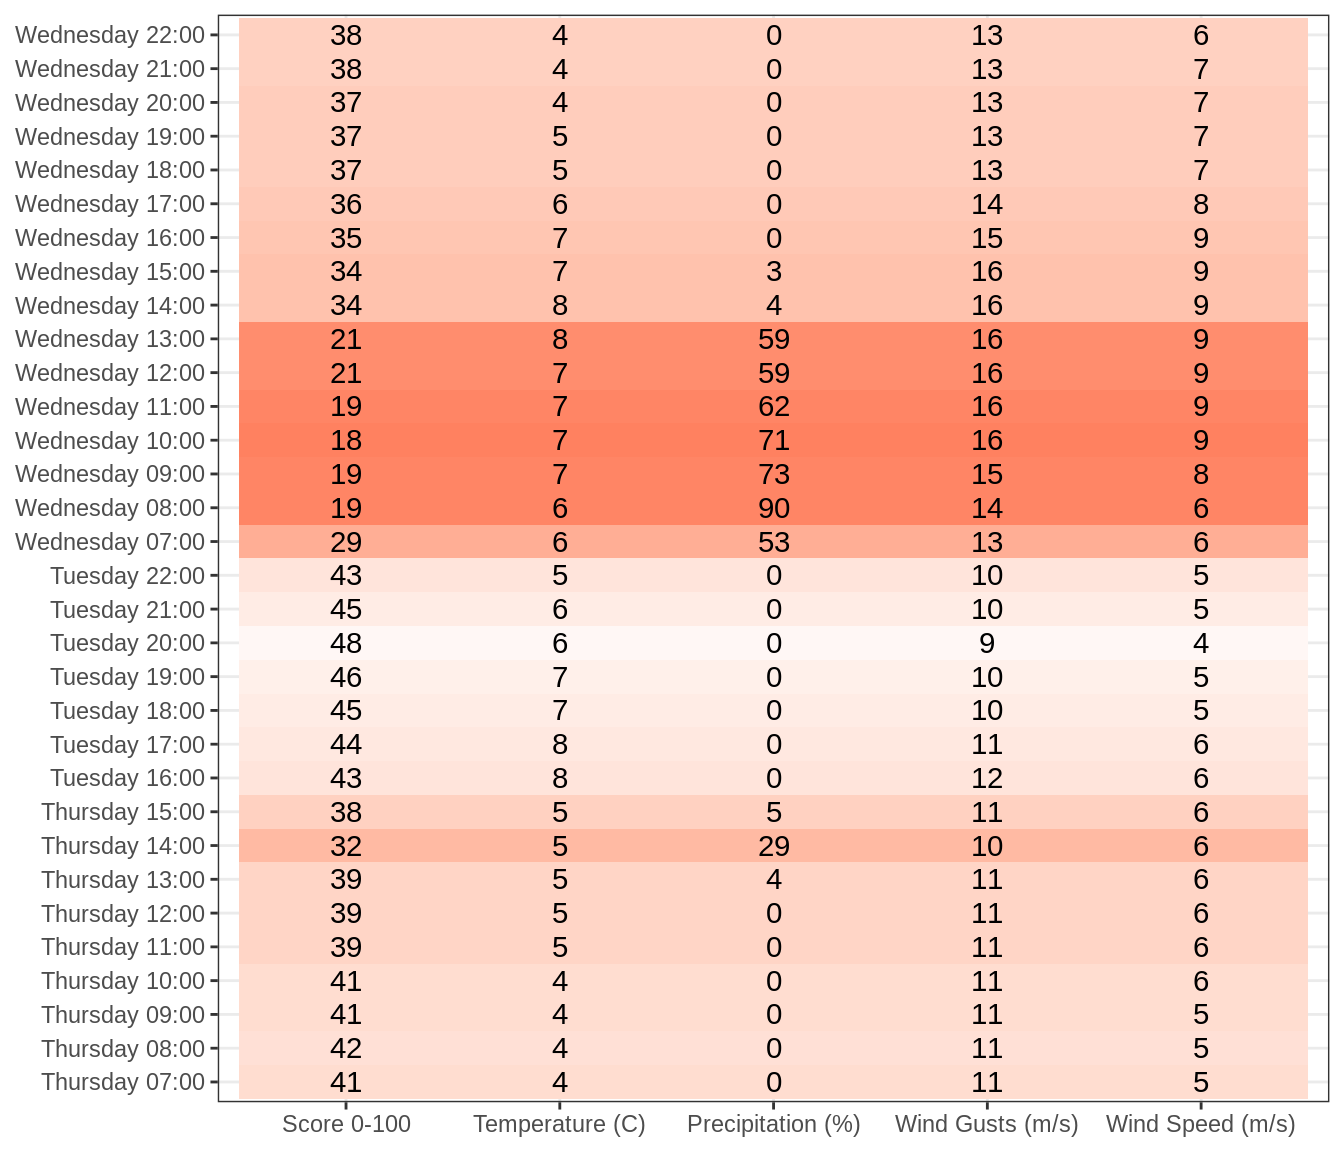 Wednesday 22:00 38 4 0 13 6
Wednesday 21:00 38 4 0 13 7
Wednesday 20:00 37 4 0 13 7
Wednesday 19:00 37 5 0 13 7
Wednesday 18:00 37 5 0 13 7
Wednesday 17:00 36 6 0 14 8
Wednesday 16:00 35 7 0 15 9
Wednesday 15:00 34 7 3 16 9
Wednesday 14:00 34 8 4 16 9
Wednesday 13:00 21 8 59 16 9
Wednesday 12:00 21 7 59 16 9
Wednesday 11:00 19 7 62 16 9
Wednesday 10:00 18 7 71 16 9
Wednesday 09:00 19 7 73 15 8
Wednesday 08:00 19 6 90 14 6
Wednesday 07:00 29 6 53 13 6
Tuesday 22:00 43 5 0 10 5
Tuesday 21:00 45 6 0 10 5
Tuesday 20:00 48 6 0 9 4
Tuesday 19:00 46 7 0 10 5
Tuesday 18:00 45 7 0 10 5
Tuesday 17:00 44 8 0 11 6
Tuesday 16:00 43 8 0 12 6
Thursday 15:00 38 5 5 11 6
Thursday 14:00 32 5 29 10 6
Thursday 13:00 39 5 4 11 6
Thursday 12:00 39 5 0 11 6
Thursday 11:00 39 5 0 11 6
Thursday 10:00 41 4 0 11 6
Thursday 09:00 41 4 0 11 5
Thursday 08:00 42 4 0 11 5
Thursday 07:00 41 4 0 11 5
Score 0-100 Temperature (C) Precipitation (%) Wind Gusts (m/s) Wind Speed (m/s)